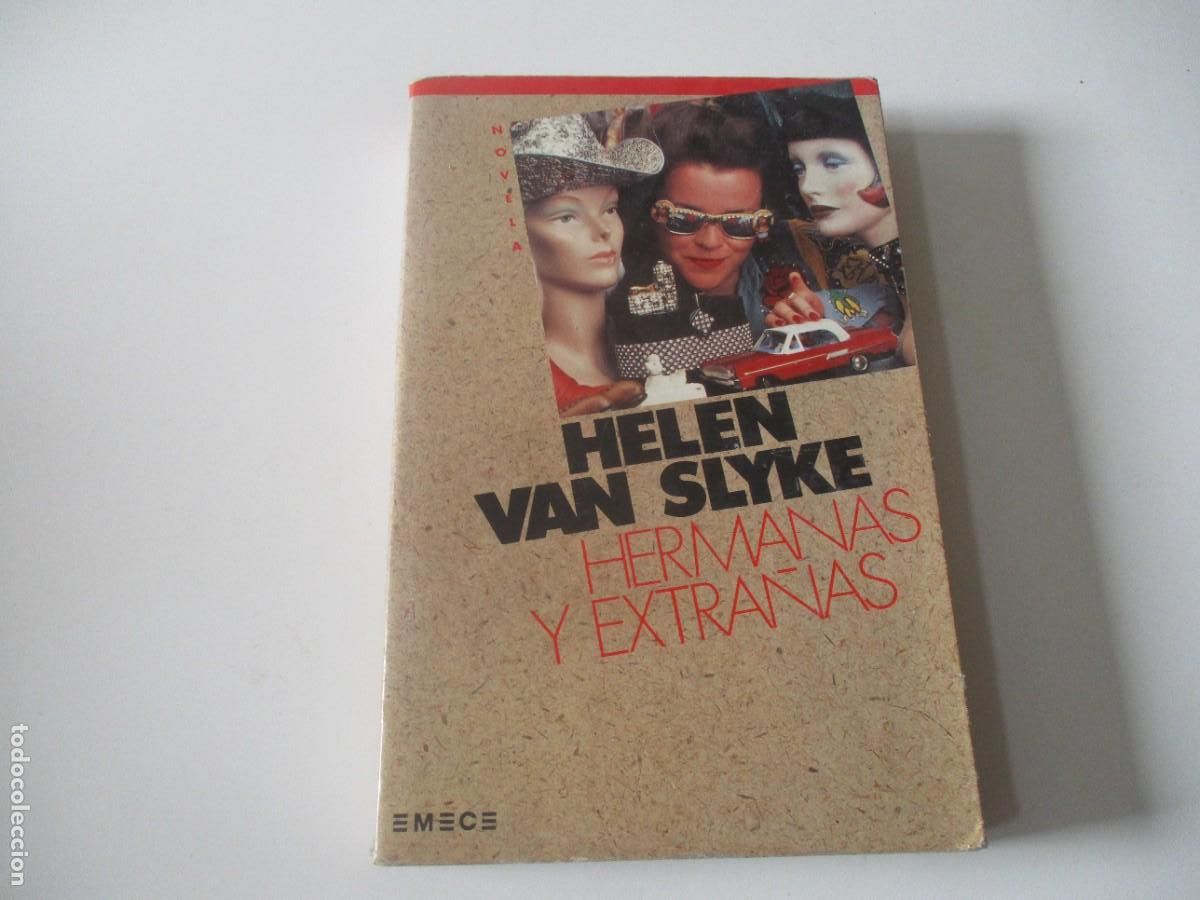 NOVELA
HELEN
VAN SLYKE
HERMANAS
Y EXTRAÑAS
EMECE
todocoleccion